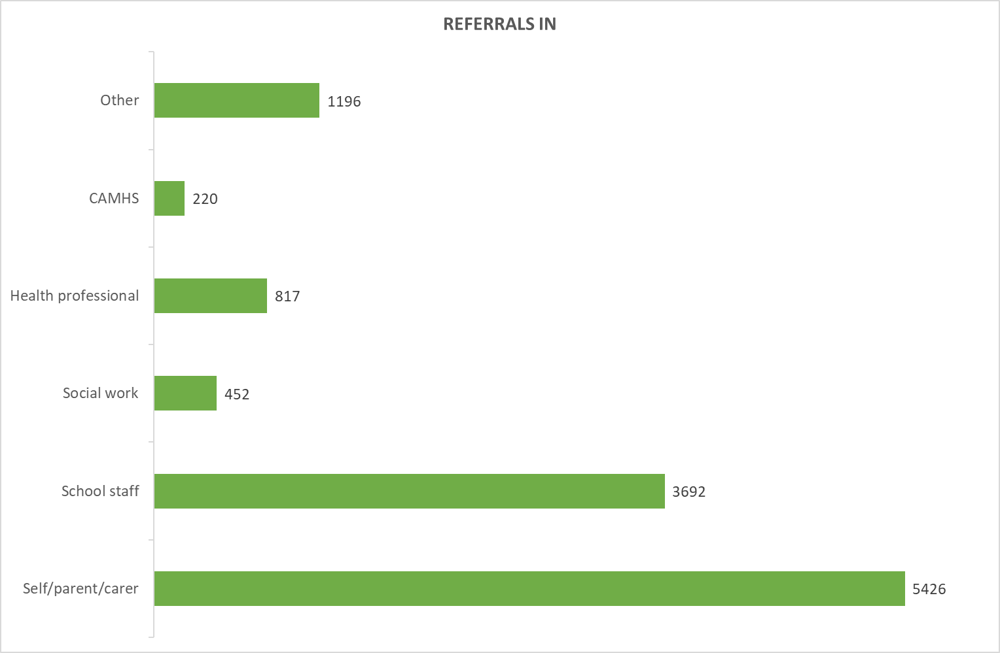 REFERRALS IN
Other
1196
CAMHS
220
Health professional
817
Social work
452
School staff
3692
Self/parent/carer
5426